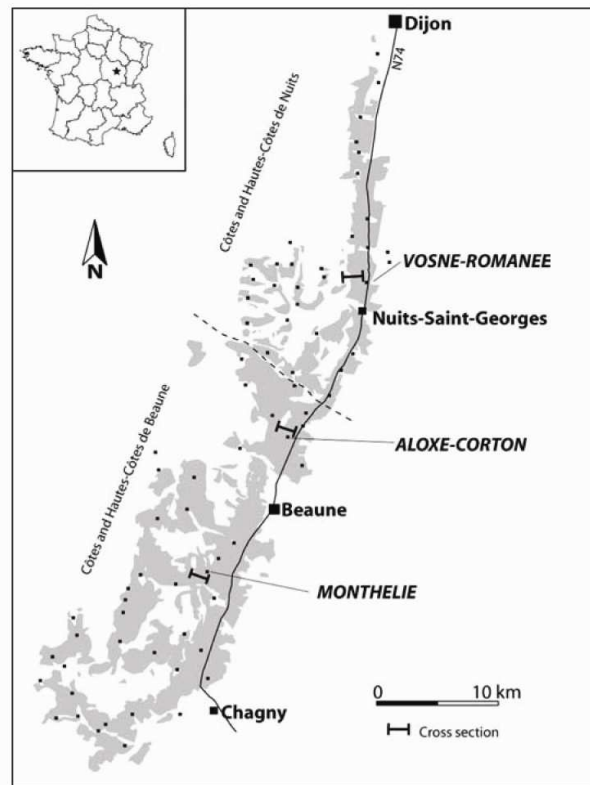 Dijon
N74
Côtes and Hautes-Côtes de Nuits
N
VOSNE-ROMANEE
Nuits-Saint-Georges
Côtes and Hautes-Côtes de Beaune
ALOXE-CORTON
Beaune
MONTHELIE
0 10 km
Chagny
Cross section